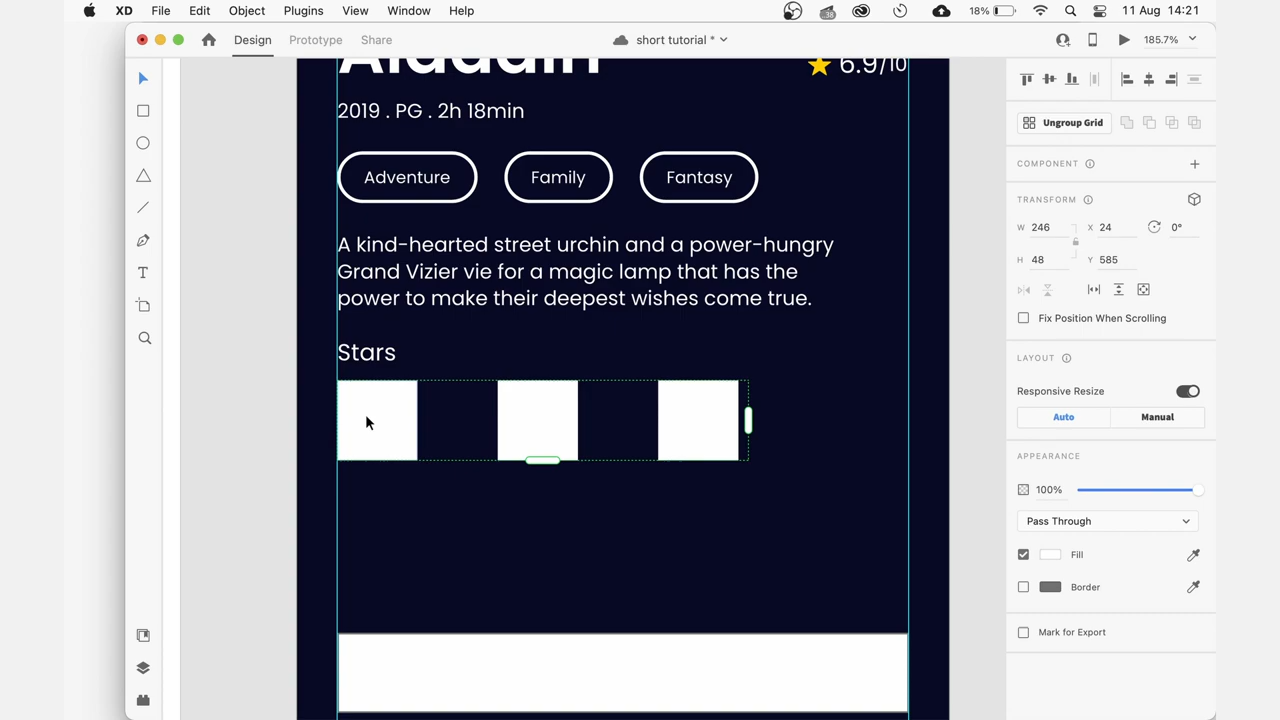 XD File Edit Object Plugins View Window Help 38 18% 11 Aug 14:21
Design Prototype Share short tutorial * 185.7%
Aladdin 6.9/10
2019 . PG . 2h 18min
Adventure Family Fantasy
A kind-hearted street urchin and a power-hungry
Grand Vizier vie for a magic lamp that has the
power to make their deepest wishes come true.
Stars
Ungroup Grid
COMPONENT
TRANSFORM
W 246 X 24 0°
H 48 Y 585
Fix Position When Scrolling
LAYOUT
Responsive Resize
Auto Manual
APPEARANCE
100%
Pass Through
Fill
Border
Mark for Export